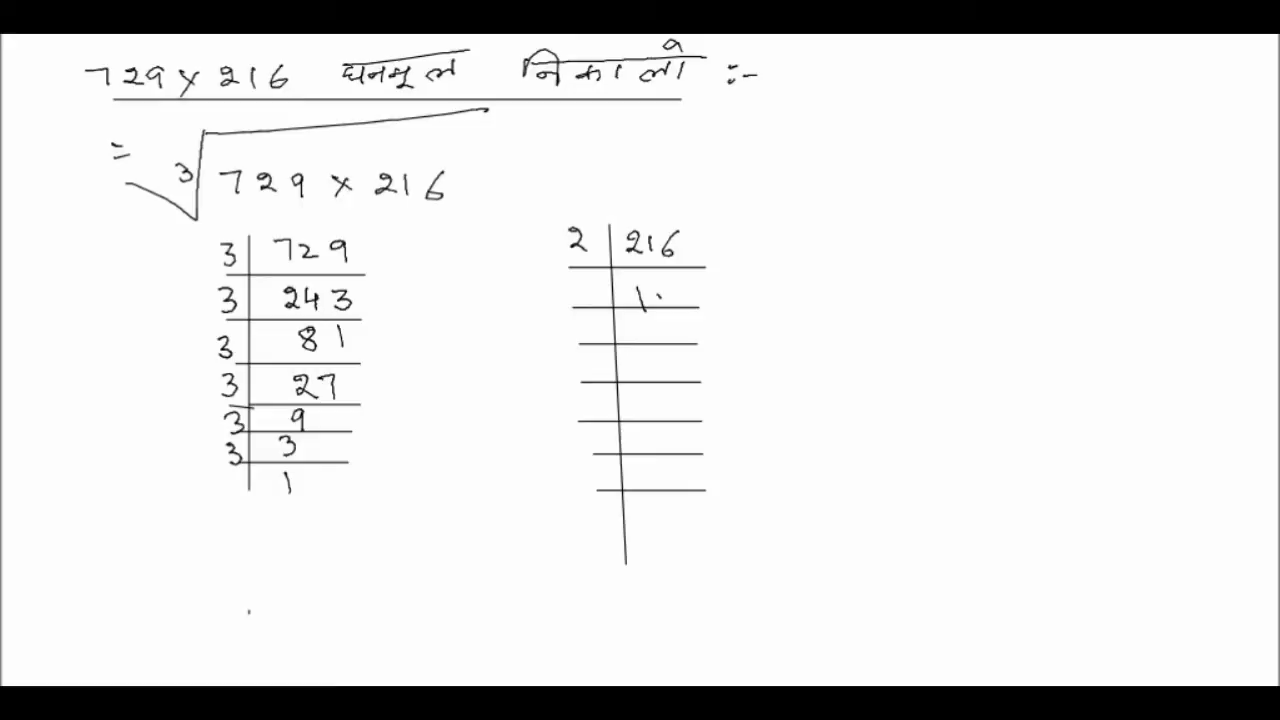 729 × 216 घनमूल निकालो :-
= ∛729 × 216
3 | 729
3 | 243
3 | 81
3 | 27
3 | 9
3 | 3
1
2 | 216
1